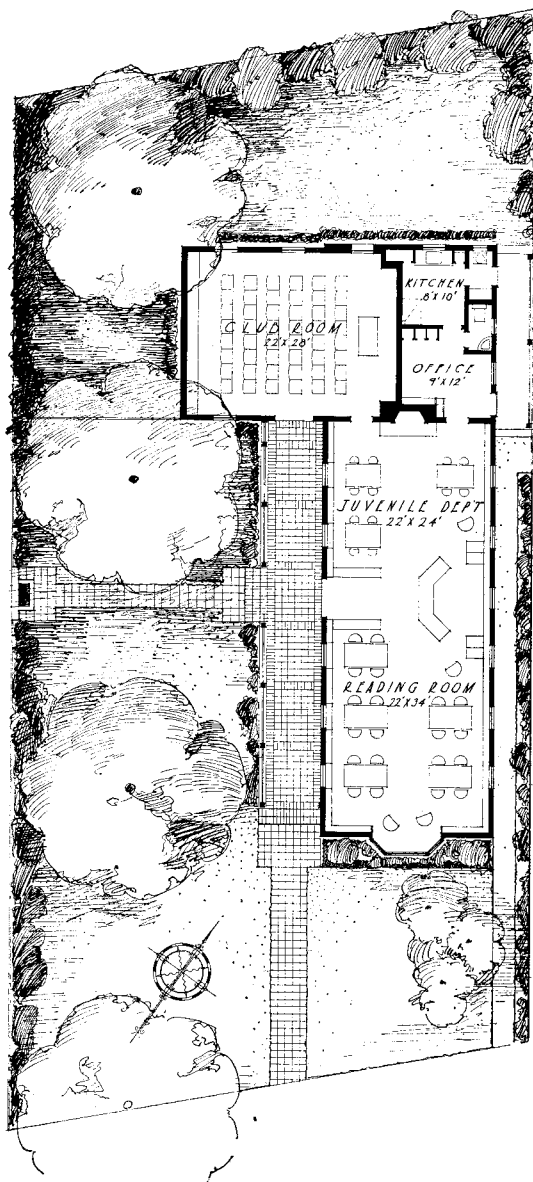 KITCHEN
8'X10'
CLUB ROOM
22'X28'
OFFICE
9'X12'
JUVENILE DEPT
22'X24'
READING ROOM
22'X34'